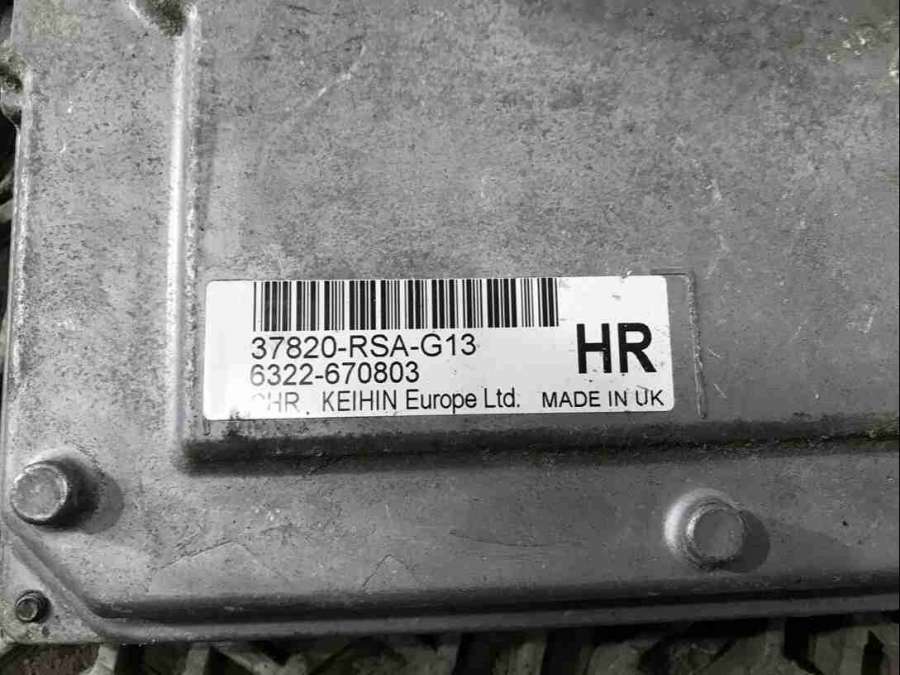 37820-RSA-G13
HR
6322-670803
KEIHIN Europe Ltd. MADE IN UK